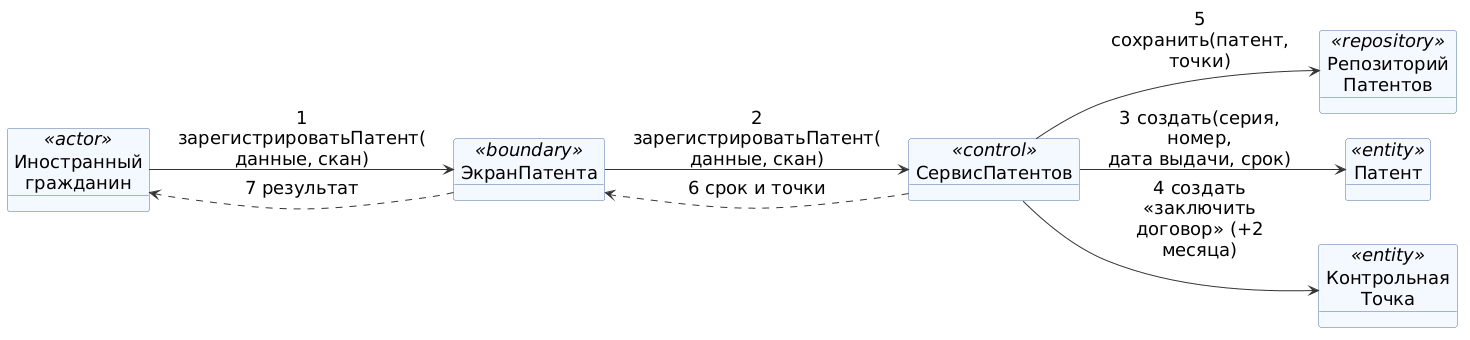 «actor»
Иностранный
гражданин
1
зарегистрироватьПатент(
данные, скан)
7 результат
«boundary»
ЭкранПатента
2
зарегистрироватьПатент(
данные, скан)
6 срок и точки
«control»
СервисПатентов
5
сохранить(патент,
точки)
3 создать(серия,
номер,
дата выдачи, срок)
4 создать
«заключить
договор» (+2
месяца)
«repository»
Репозиторий
Патентов
«entity»
Патент
«entity»
Контрольная
Точка